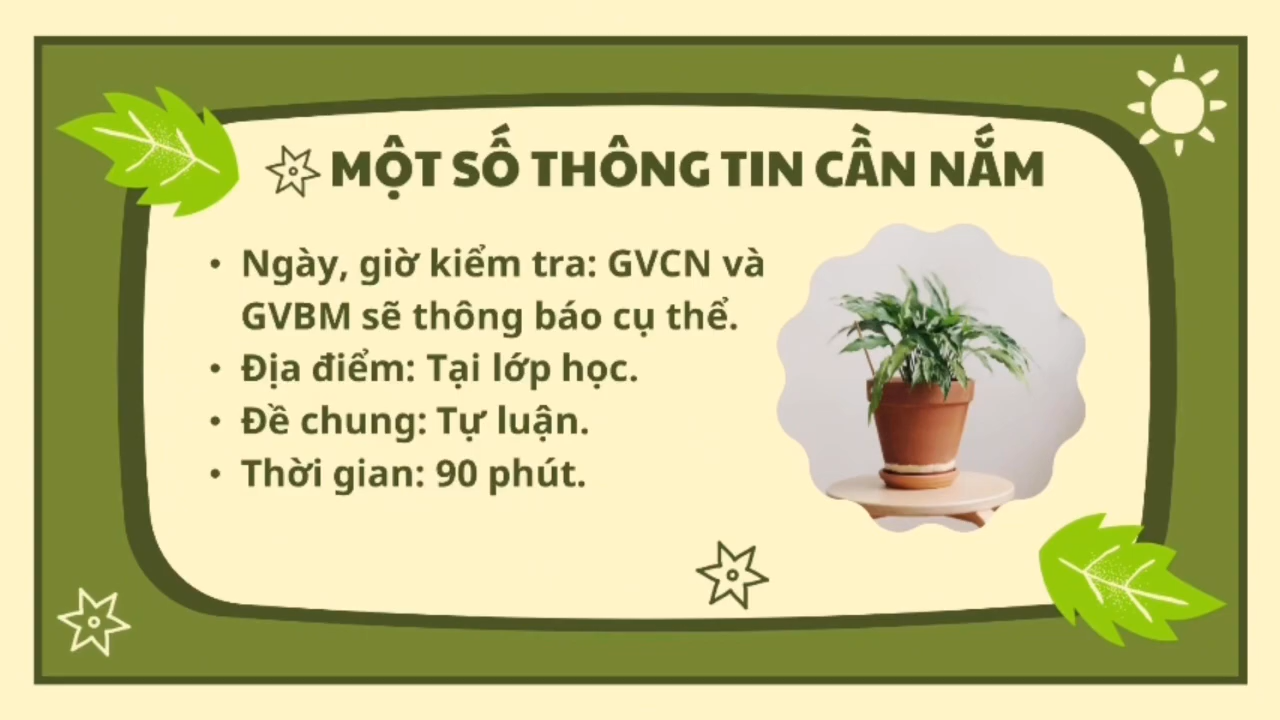 MỘT SỐ THÔNG TIN CẦN NẮM
• Ngày, giờ kiểm tra: GVCN và
GVBM sẽ thông báo cụ thể.
• Địa điểm: Tại lớp học.
• Đề chung: Tự luận.
• Thời gian: 90 phút.